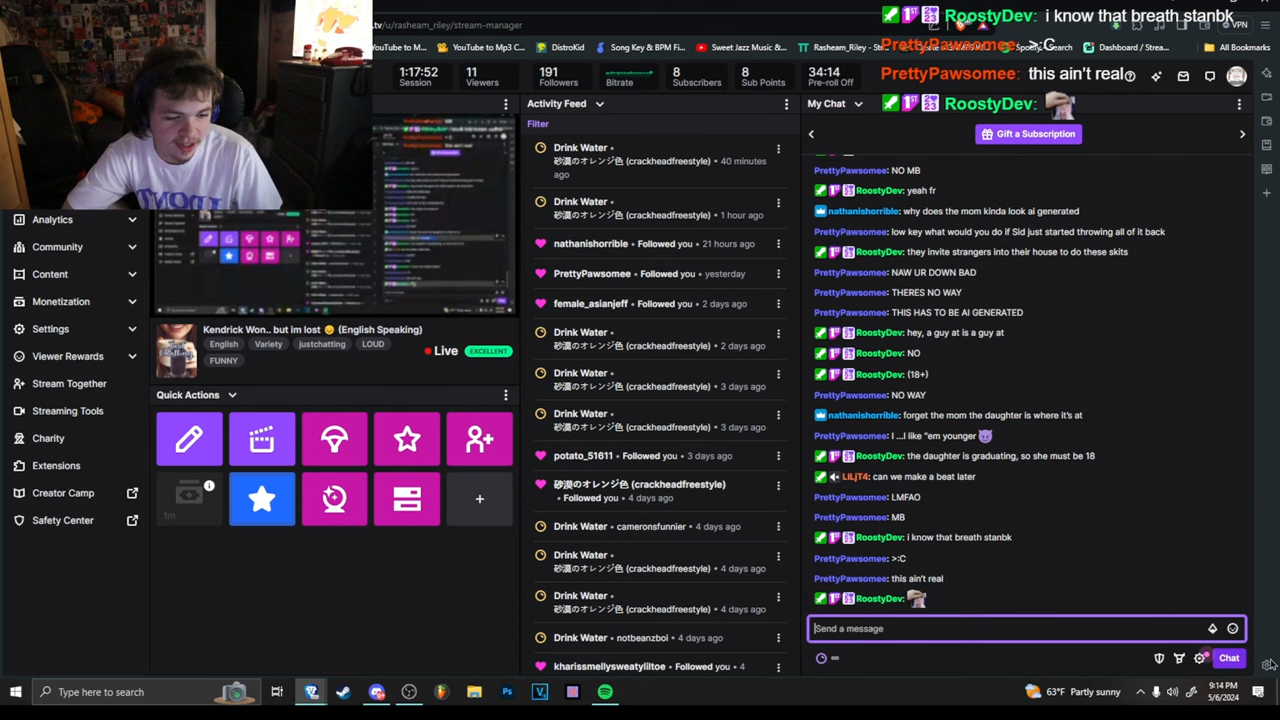 .tv/u/rasheam_riley/stream-manager
VPN
YouTube to M...
YouTube to Mp3 C...
Distrokid
Song Key & BPM Fi...
Sweet Music...
Rasheam_Riley - Str...
Dashboard / Strea...
All Bookmarks
RoostyDev: i know that breath stanbk
PrettyPawsomee: >:C
PrettyPawsomee: this ain't real
RoostyDev:
1:17:52
Session
11
Viewers
191
Followers
Bitrate
8
Subscribers
8
Sub Points
34:14
Pre-roll Off
Analytics
Community
Content
Monetization
Settings
Viewer Rewards
Stream Together
Streaming Tools
Charity
Extensions
Creator Camp
Safety Center
Kendrick Won.. but im lost (English Speaking)
English
Variety
justchatting
LOUD
FUNNY
Live
EXCELLENT
Quick Actions
1m
Activity Feed
Filter
Drink Water •
砂漠のオレンジ色 (crackheadfreestyle) • 40 minutes
ago
Drink Water •
砂漠のオレンジ色 (crackheadfreestyle) • 1 hour
Followed you • 21 hours
PrettyPawsomee • Followed you • yesterday
female_asianjeff • Followed you • 2 days
Drink Water •
砂漠のオレンジ色 (crackheadfreestyle) • 2 days ago
Drink Water •
砂漠のオレンジ色 (crackheadfreestyle) • 3 days ago
Drink Water •
砂漠のオレンジ色 (crackheadfreestyle) • 3 days ago
potato_51611 • Followed you • 3 days ago
砂漠のオレンジ色 (crackheadfreestyle)
• Followed you • 4 days ago
Drink Water • cameronsfunnier • 4 days ago
Drink Water •
砂漠のオレンジ色 (crackheadfreestyle) • 4 days ago
Drink Water •
砂漠のオレンジ色 (crackheadfreestyle) • 4 days ago
Drink Water • notbeanzboi • 4 days ago
kharissmellysweatyliltoe • Followed you • 4
My Chat
Gift a Subscription
PrettyPawsomee: NO MB
RoostyDev: yeah fr
nathanishorrible: why does the mom kinda look ai generated
PrettyPawsomee: low key what would you do if Sid just started throwing all of it back
RoostyDev: they invite strangers into their house to do these skits
PrettyPawsomee: NAW UR DOWN BAD
PrettyPawsomee: THERES NO WAY
PrettyPawsomee: THIS HAS TO BE AI GENERATED
RoostyDev: hey, a guy at is a guy at
RoostyDev: NO
RoostyDev: (18+)
PrettyPawsomee: NO WAY
nathanishorrible: forget the mom the daughter is where it's at
PrettyPawsomee: I ...I like "em younger
RoostyDev: the daughter is graduating, so she must be 18
LILjT4: can we make a beat later
PrettyPawsomee: LMFAO
PrettyPawsomee: MB
RoostyDev: i know that breath stanbk
PrettyPawsomee: >:C
PrettyPawsomee: this ain't real
RoostyDev:
Send a message
Chat
Type here to search
63°F Partly sunny
9:14 PM
5/6/2024